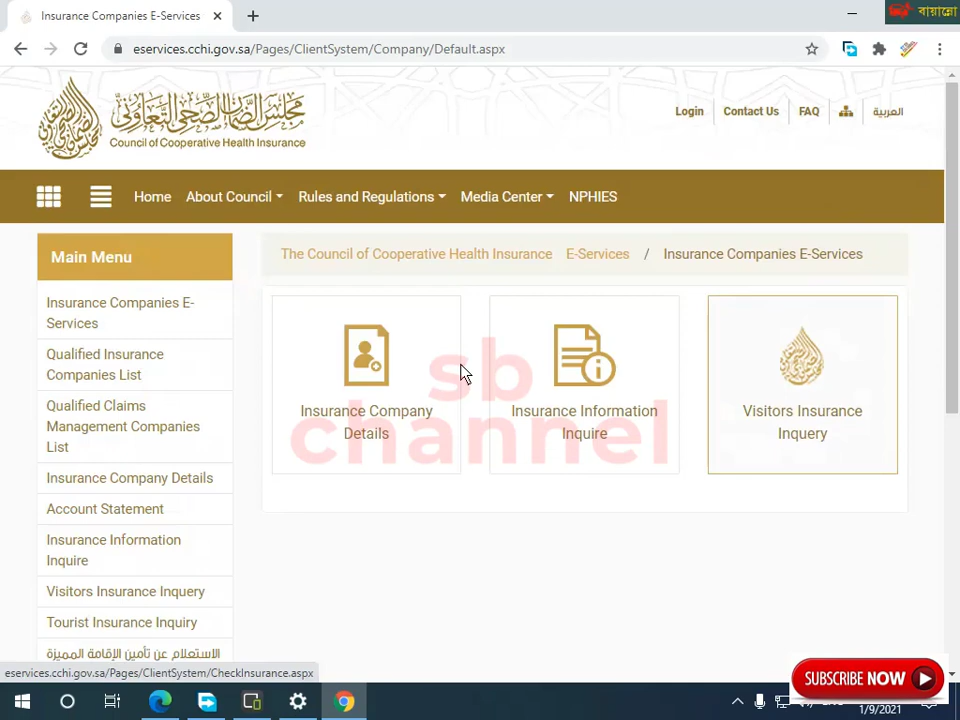 Insurance Companies E-Services
বায়ান্নো
eservices.cchi.gov.sa/Pages/ClientSystem/Company/Default.aspx
مجلس الضمان الصحي التعاوني
Council of Cooperative Health Insurance
Login
Contact Us
FAQ
العربية
Home
About Council
Rules and Regulations
Media Center
NPHIES
Main Menu
The Council of Cooperative Health Insurance E-Services / Insurance Companies E-Services
Insurance Companies E-
Services
Qualified Insurance
Companies List
Qualified Claims
Management Companies
List
Insurance Company Details
Account Statement
Insurance Information
Inquire
Visitors Insurance Inquery
Tourist Insurance Inquiry
الاستعلام عن تأمين الإقامة المميزة
Insurance Company
Details
Insurance Information
Inquire
Visitors Insurance
Inquery
sb
channel
eservices.cchi.gov.sa/Pages/ClientSystem/CheckInsurance.aspx
SUBSCRIBE NOW
1/9/2021